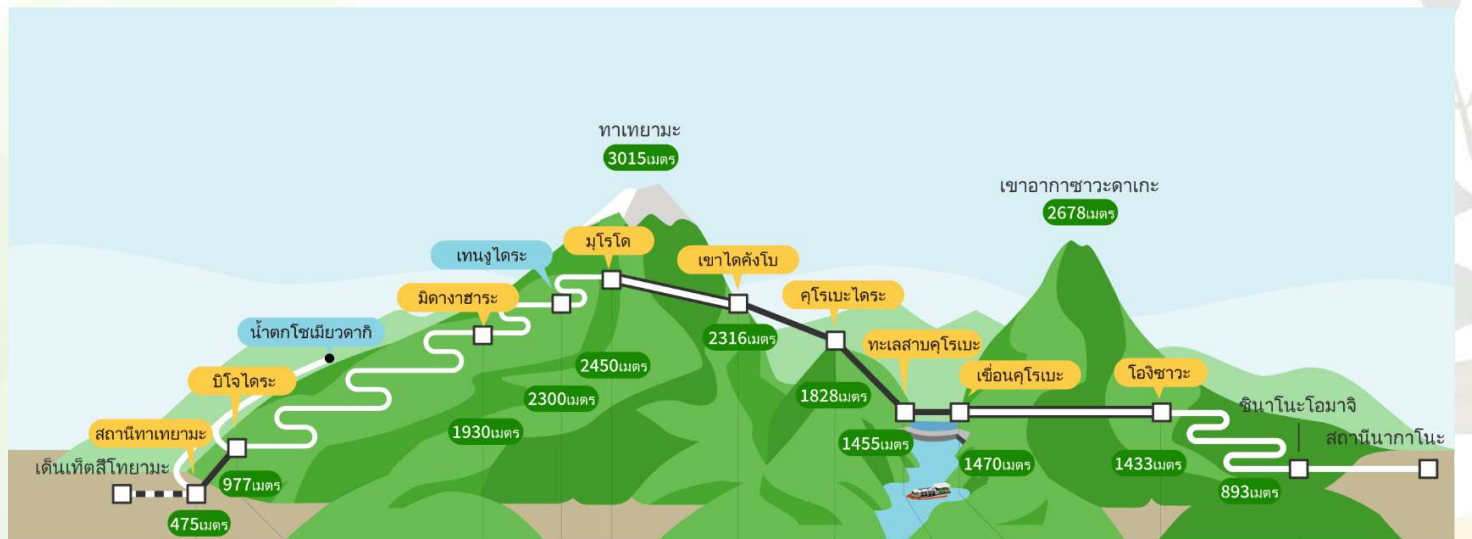 ทาเทยามะ
3015เมตร
เขาอากาซาวะดาเกะ
2678เมตร
มุโรโด
เทนงูไดระ
เขาไดคังโบ
มิดางาฮาระ
คุโรเบะไดระ
น้ำตกโชเมียวดากิ
ทะเลสาบคุโรเบะ
บิโจไดระ
เขื่อนคุโรเบะ
โองิซาวะ
สถานีทาเทยามะ
ชินาโนะโอมาจิ
สถานีนากาโนะ
เด็นเท็ตสึโทยามะ
2316เมตร
2450เมตร
1828เมตร
2300เมตร
1930เมตร
1455เมตร
1470เมตร
1433เมตร
977เมตร
893เมตร
475เมตร